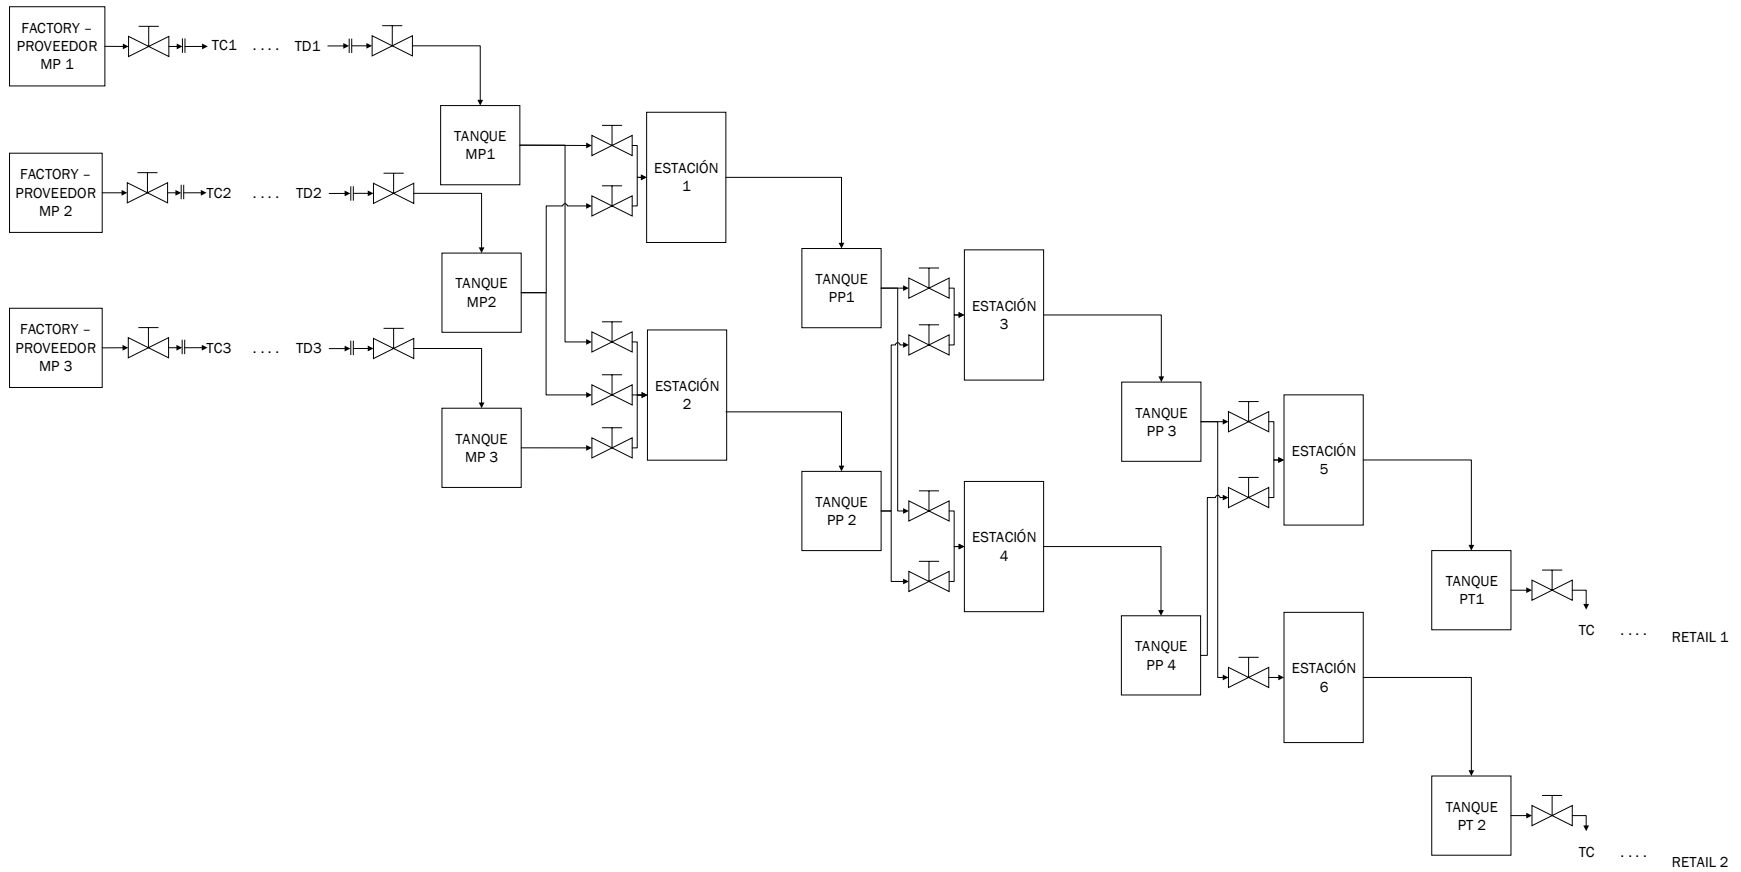 FACTORY –
PROVEEDOR
MP 1
TC1 .... TD1
TANQUE
MP1
FACTORY –
PROVEEDOR
MP 2
TC2 .... TD2
TANQUE
MP2
FACTORY –
PROVEEDOR
MP 3
TC3 .... TD3
TANQUE
MP 3
ESTACIÓN
1
ESTACIÓN
2
TANQUE
PP1
TANQUE
PP 2
ESTACIÓN
3
ESTACIÓN
4
TANQUE
PP 3
TANQUE
PP 4
ESTACIÓN
5
ESTACIÓN
6
TANQUE
PT1
TC .... RETAIL 1
TANQUE
PT 2
TC .... RETAIL 2